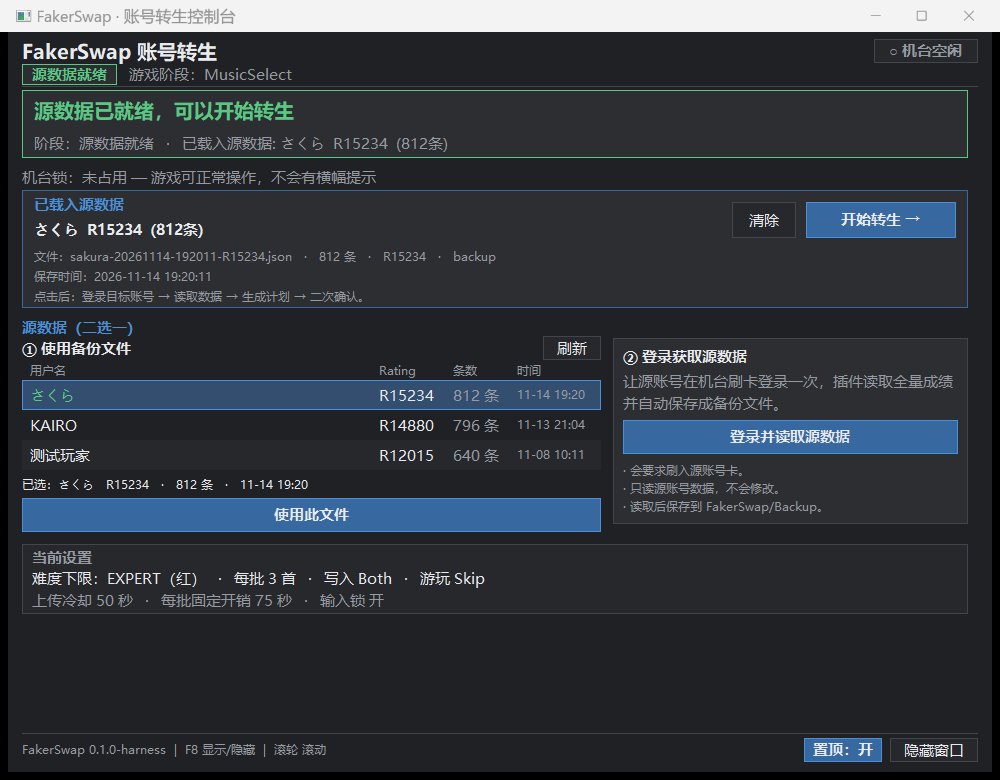 FakerSwap · 账号转生控制台
FakerSwap 账号转生
○ 机台空闲
源数据就绪 游戏阶段：MusicSelect
源数据已就绪，可以开始转生
阶段：源数据就绪 · 已载入源数据: さくら R15234（812条）
机台锁：未占用 — 游戏可正常操作，不会有横幅提示
已载入源数据
さくら R15234（812条）
清除
开始转生 →
文件：sakura-20261114-192011-R15234.json · 812 条 · R15234 · backup
保存时间：2026-11-14 19:20:11
点击后：登录目标账号 → 读取数据 → 生成计划 → 二次确认。
源数据（二选一）
① 使用备份文件
刷新
用户名 Rating 条数 时间
さくら R15234 812 条 11-14 19:20
KAIRO R14880 796 条 11-13 21:04
测试玩家 R12015 640 条 11-08 10:11
已选：さくら R15234 · 812 条 · 11-14 19:20
使用此文件
② 登录获取源数据
让源账号在机台刷卡登录一次，插件读取全量成绩
并自动保存成备份文件。
登录并读取源数据
· 会要求刷入源账号卡。
· 只读源账号数据，不会修改。
· 读取后保存到 FakerSwap/Backup。
当前设置
难度下限：EXPERT（红） · 每批 3 首 · 写入 Both · 游玩 Skip
上传冷却 50 秒 · 每批固定开销 75 秒 · 输入锁 开
FakerSwap 0.1.0-harness | F8 显示/隐藏 | 滚轮 滚动
置顶：开
隐藏窗口